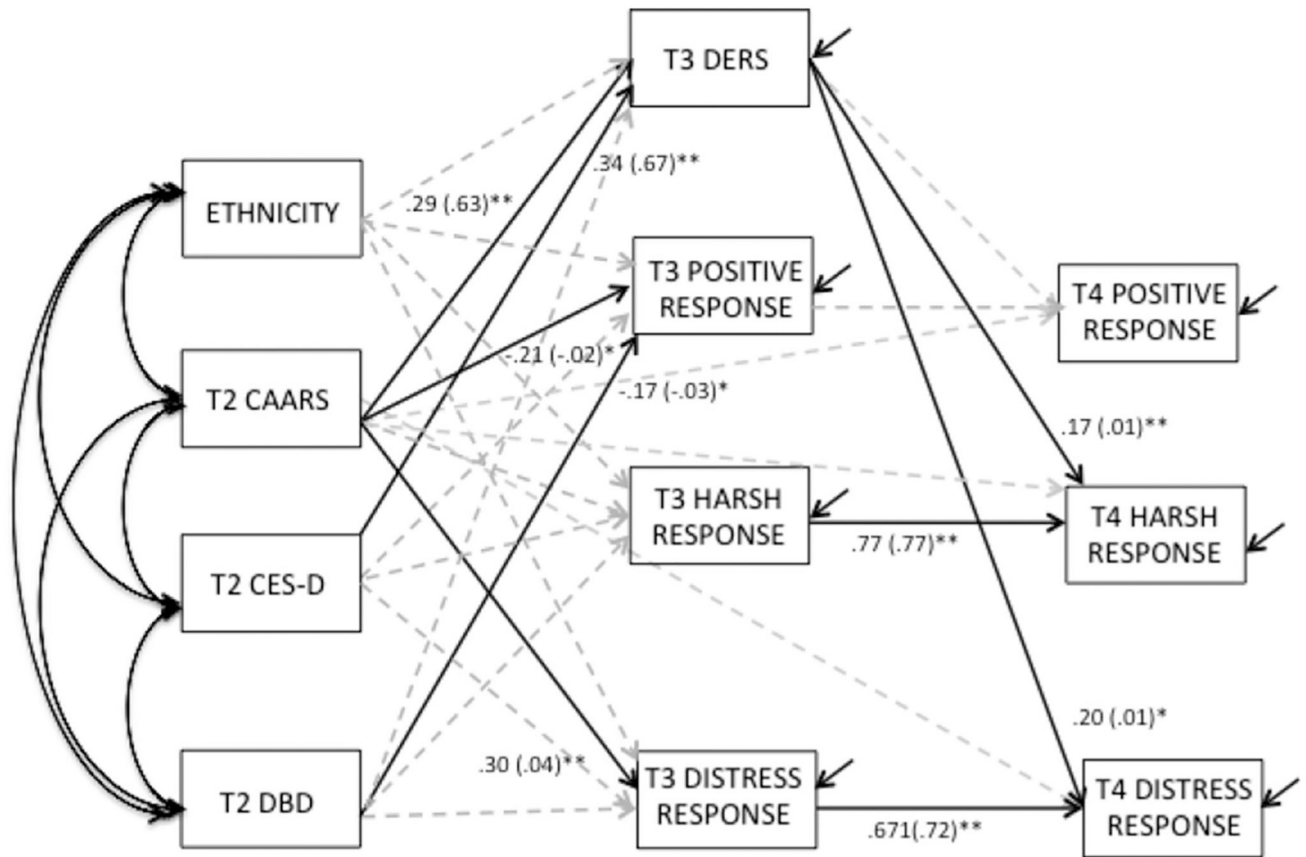 T3 DERS
.34 (.67)**
ETHNICITY
.29 (.63)**
T3 POSITIVE
RESPONSE
T4 POSITIVE
RESPONSE
T2 CAARS
-.21 (-.02)*
-.17 (-.03)*
.17 (.01)**
T3 HARSH
RESPONSE
T4 HARSH
RESPONSE
.77 (.77)**
T2 CES-D
.20 (.01)*
T2 DBD
.30 (.04)**
T3 DISTRESS
RESPONSE
T4 DISTRESS
RESPONSE
.671(.72)**